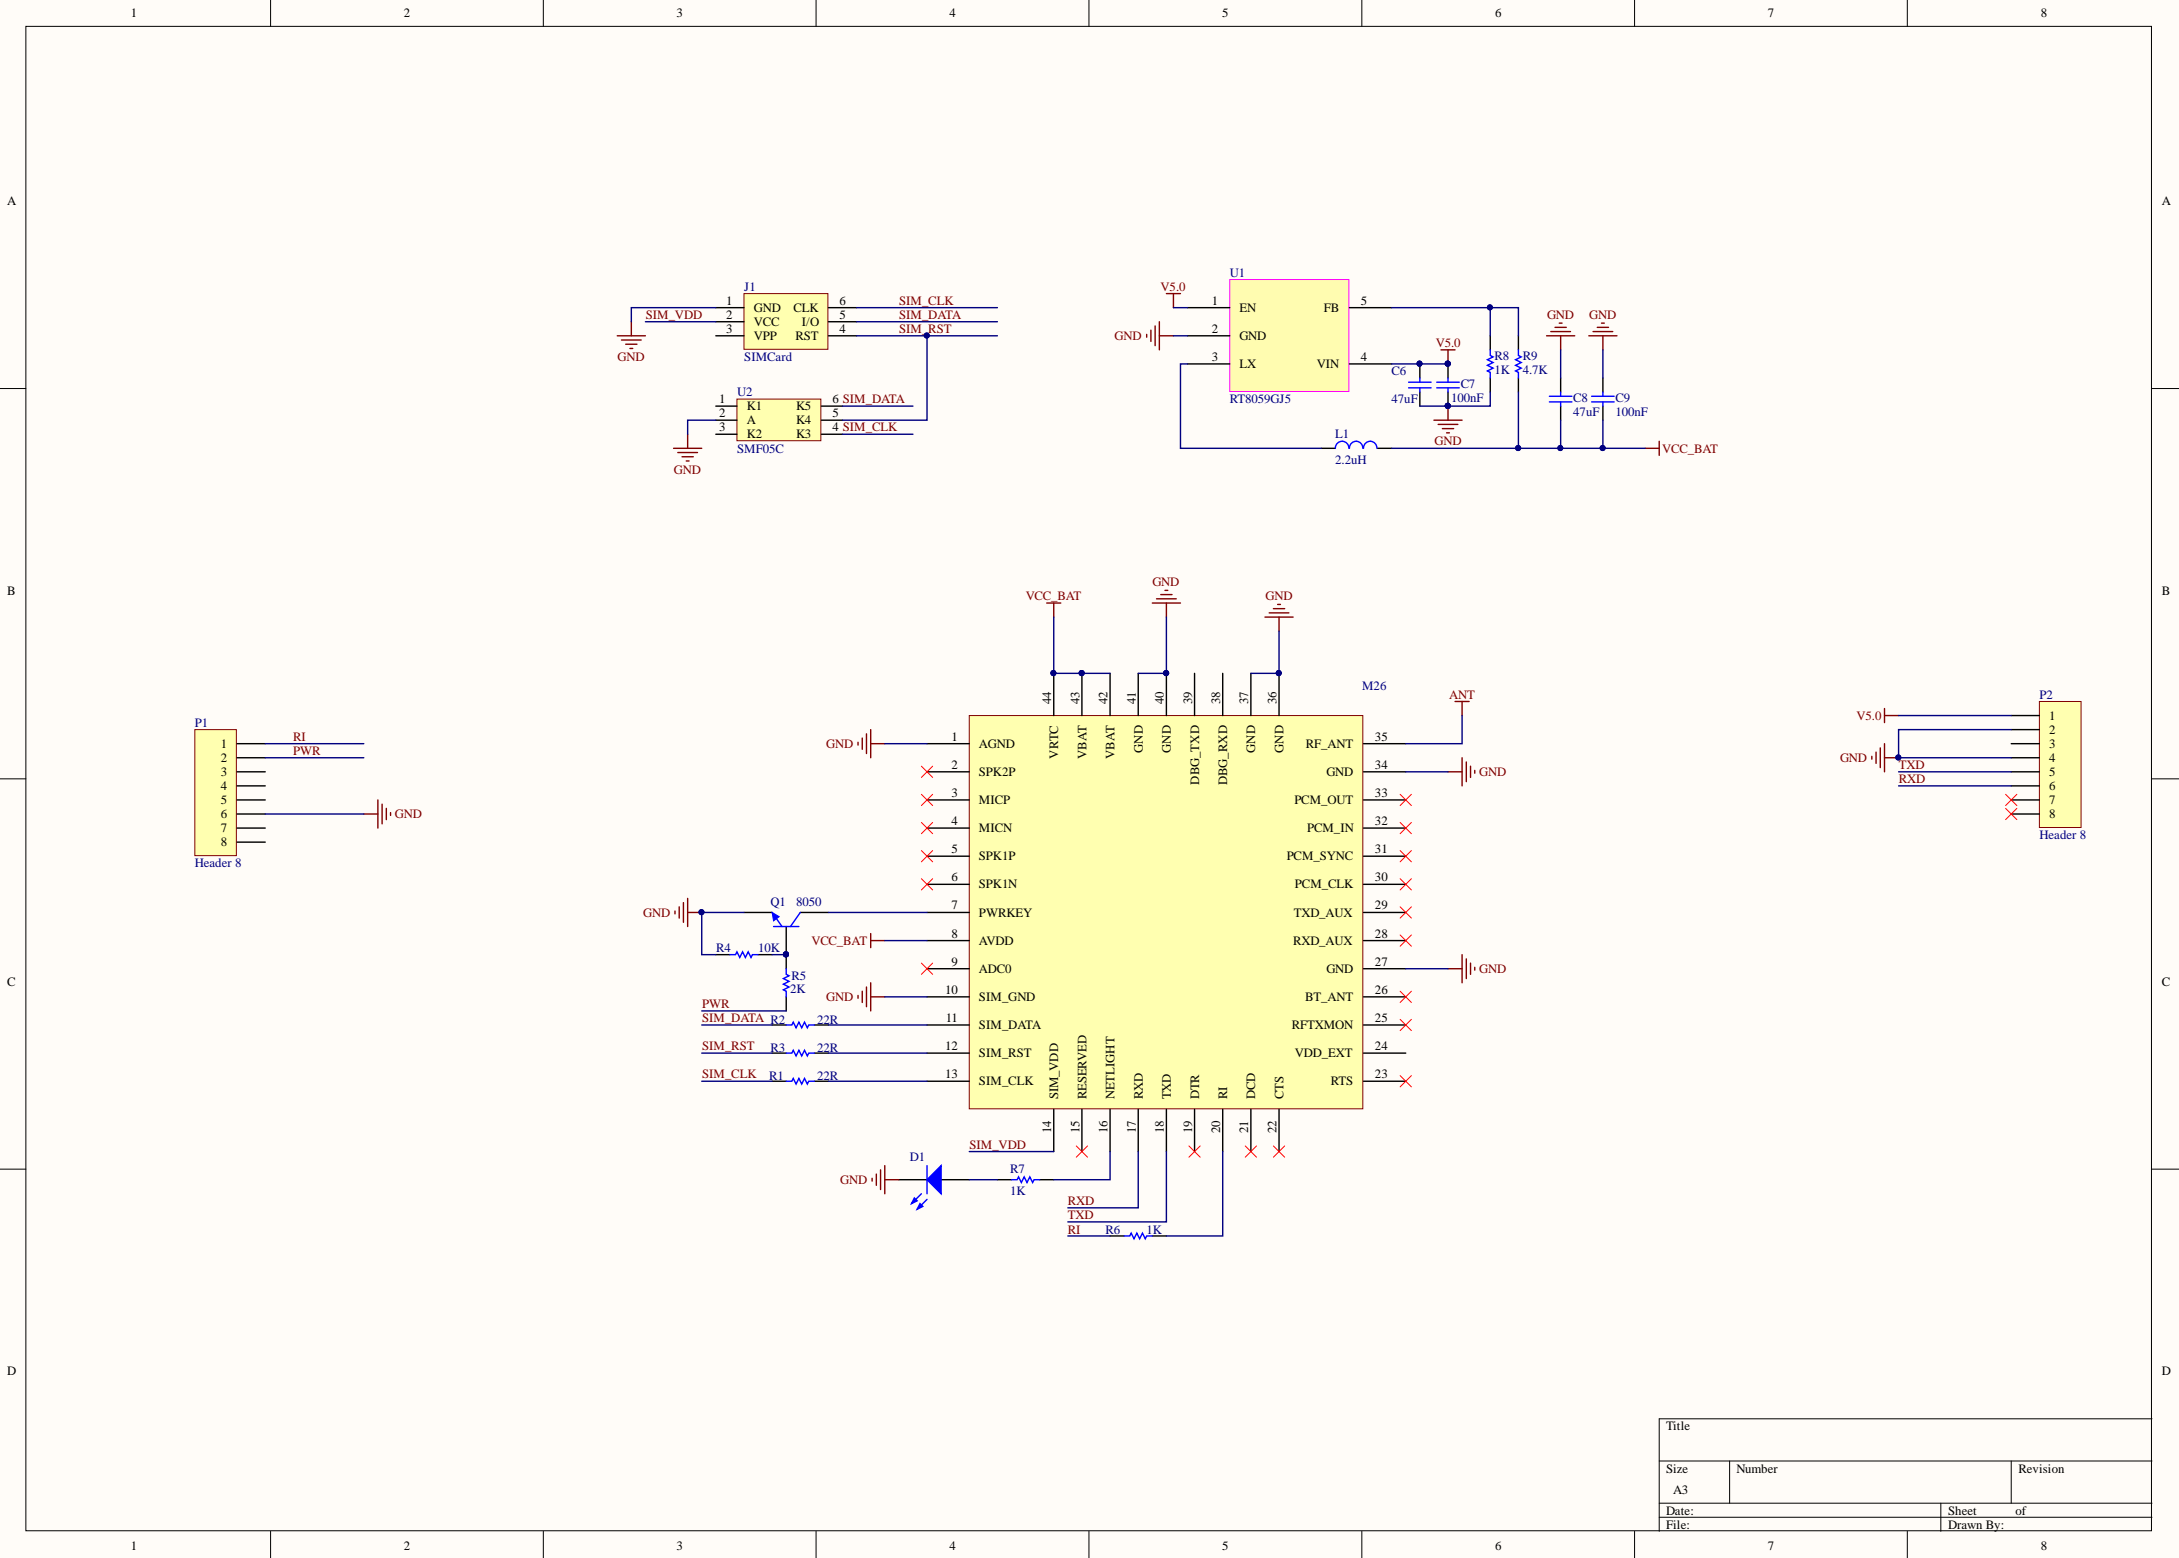 1 2 3 4 5 6 7 8
A A
B B
C C
D D
J1
1 GND CLK 6 SIM_CLK
SIM_VDD 2 VCC I/O 5 SIM_DATA
3 VPP RST 4 SIM_RST
GND
SIMCard
U2
1 K1 K5 6 SIM_DATA
2 A K4 5
3 K2 K3 4 SIM_CLK
SMF05C
GND
U1
V5.0
1 EN FB 5
GND 2 GND
3 LX VIN 4
RT8059GJ5
V5.0
C6
47uF
C7
100nF
GND
R8
1K
R9
4.7K
GND GND
C8
47uF
C9
100nF
L1
2.2uH
VCC_BAT
P1
1 RI
2 PWR
3
4
5
6 GND
7
8
Header 8
VCC_BAT
GND
GND
M26
44 43 42 41 40 39 38 37 36
VRTC VBAT VBAT GND GND DBG_TXD DBG_RXD GND GND
ANT
GND 1 AGND RF_ANT 35
2 SPK2P GND 34 GND
3 MICP PCM_OUT 33
4 MICN PCM_IN 32
5 SPK1P PCM_SYNC 31
6 SPK1N PCM_CLK 30
GND Q1 8050 7 PWRKEY TXD_AUX 29
VCC_BAT 8 AVDD RXD_AUX 28
R4 10K
9 ADC0 GND 27 GND
R5
2K
GND 10 SIM_GND BT_ANT 26
PWR
SIM_DATA R2 22R 11 SIM_DATA RFTXMON 25
SIM_RST R3 22R 12 SIM_RST VDD_EXT 24
SIM_CLK R1 22R 13 SIM_CLK RTS 23
SIM_VDD RESERVED NETLIGHT RXD TXD DTR RI DCD CTS
14 15 16 17 18 19 20 21 22
SIM_VDD
D1
GND R7
1K
RXD
TXD
RI R6 1K
P2
V5.0 1
2
3
GND 4
TXD 5
RXD 6
7
8
Header 8
Title
Size Number Revision
A3
Date: Sheet of
File: Drawn By:
1 2 3 4 5 6 7 8